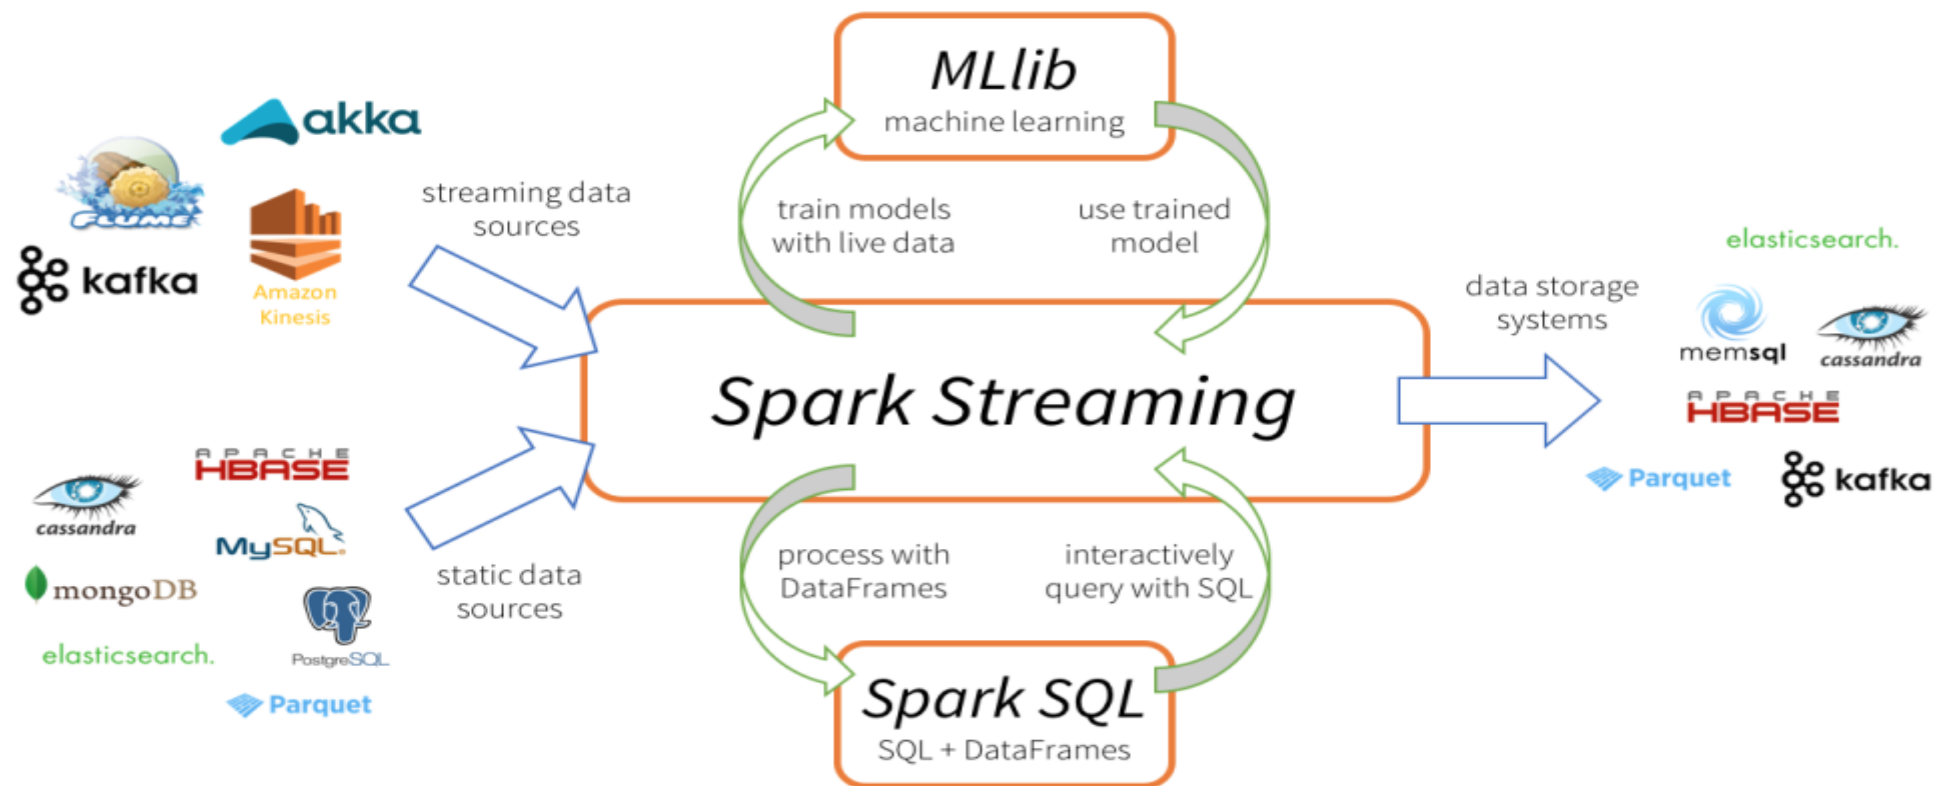 akka
FLUME
kafka
Amazon
Kinesis
streaming data
sources
APACHE
HBASE
cassandra
MySQL®
mongoDB
PostgreSQL
elasticsearch.
Parquet
static data
sources
MLlib
machine learning
train models
with live data
use trained
model
Spark Streaming
process with
DataFrames
interactively
query with SQL
Spark SQL
SQL + DataFrames
data storage
systems
elasticsearch.
memsql
cassandra
APACHE
HBASE
Parquet
kafka